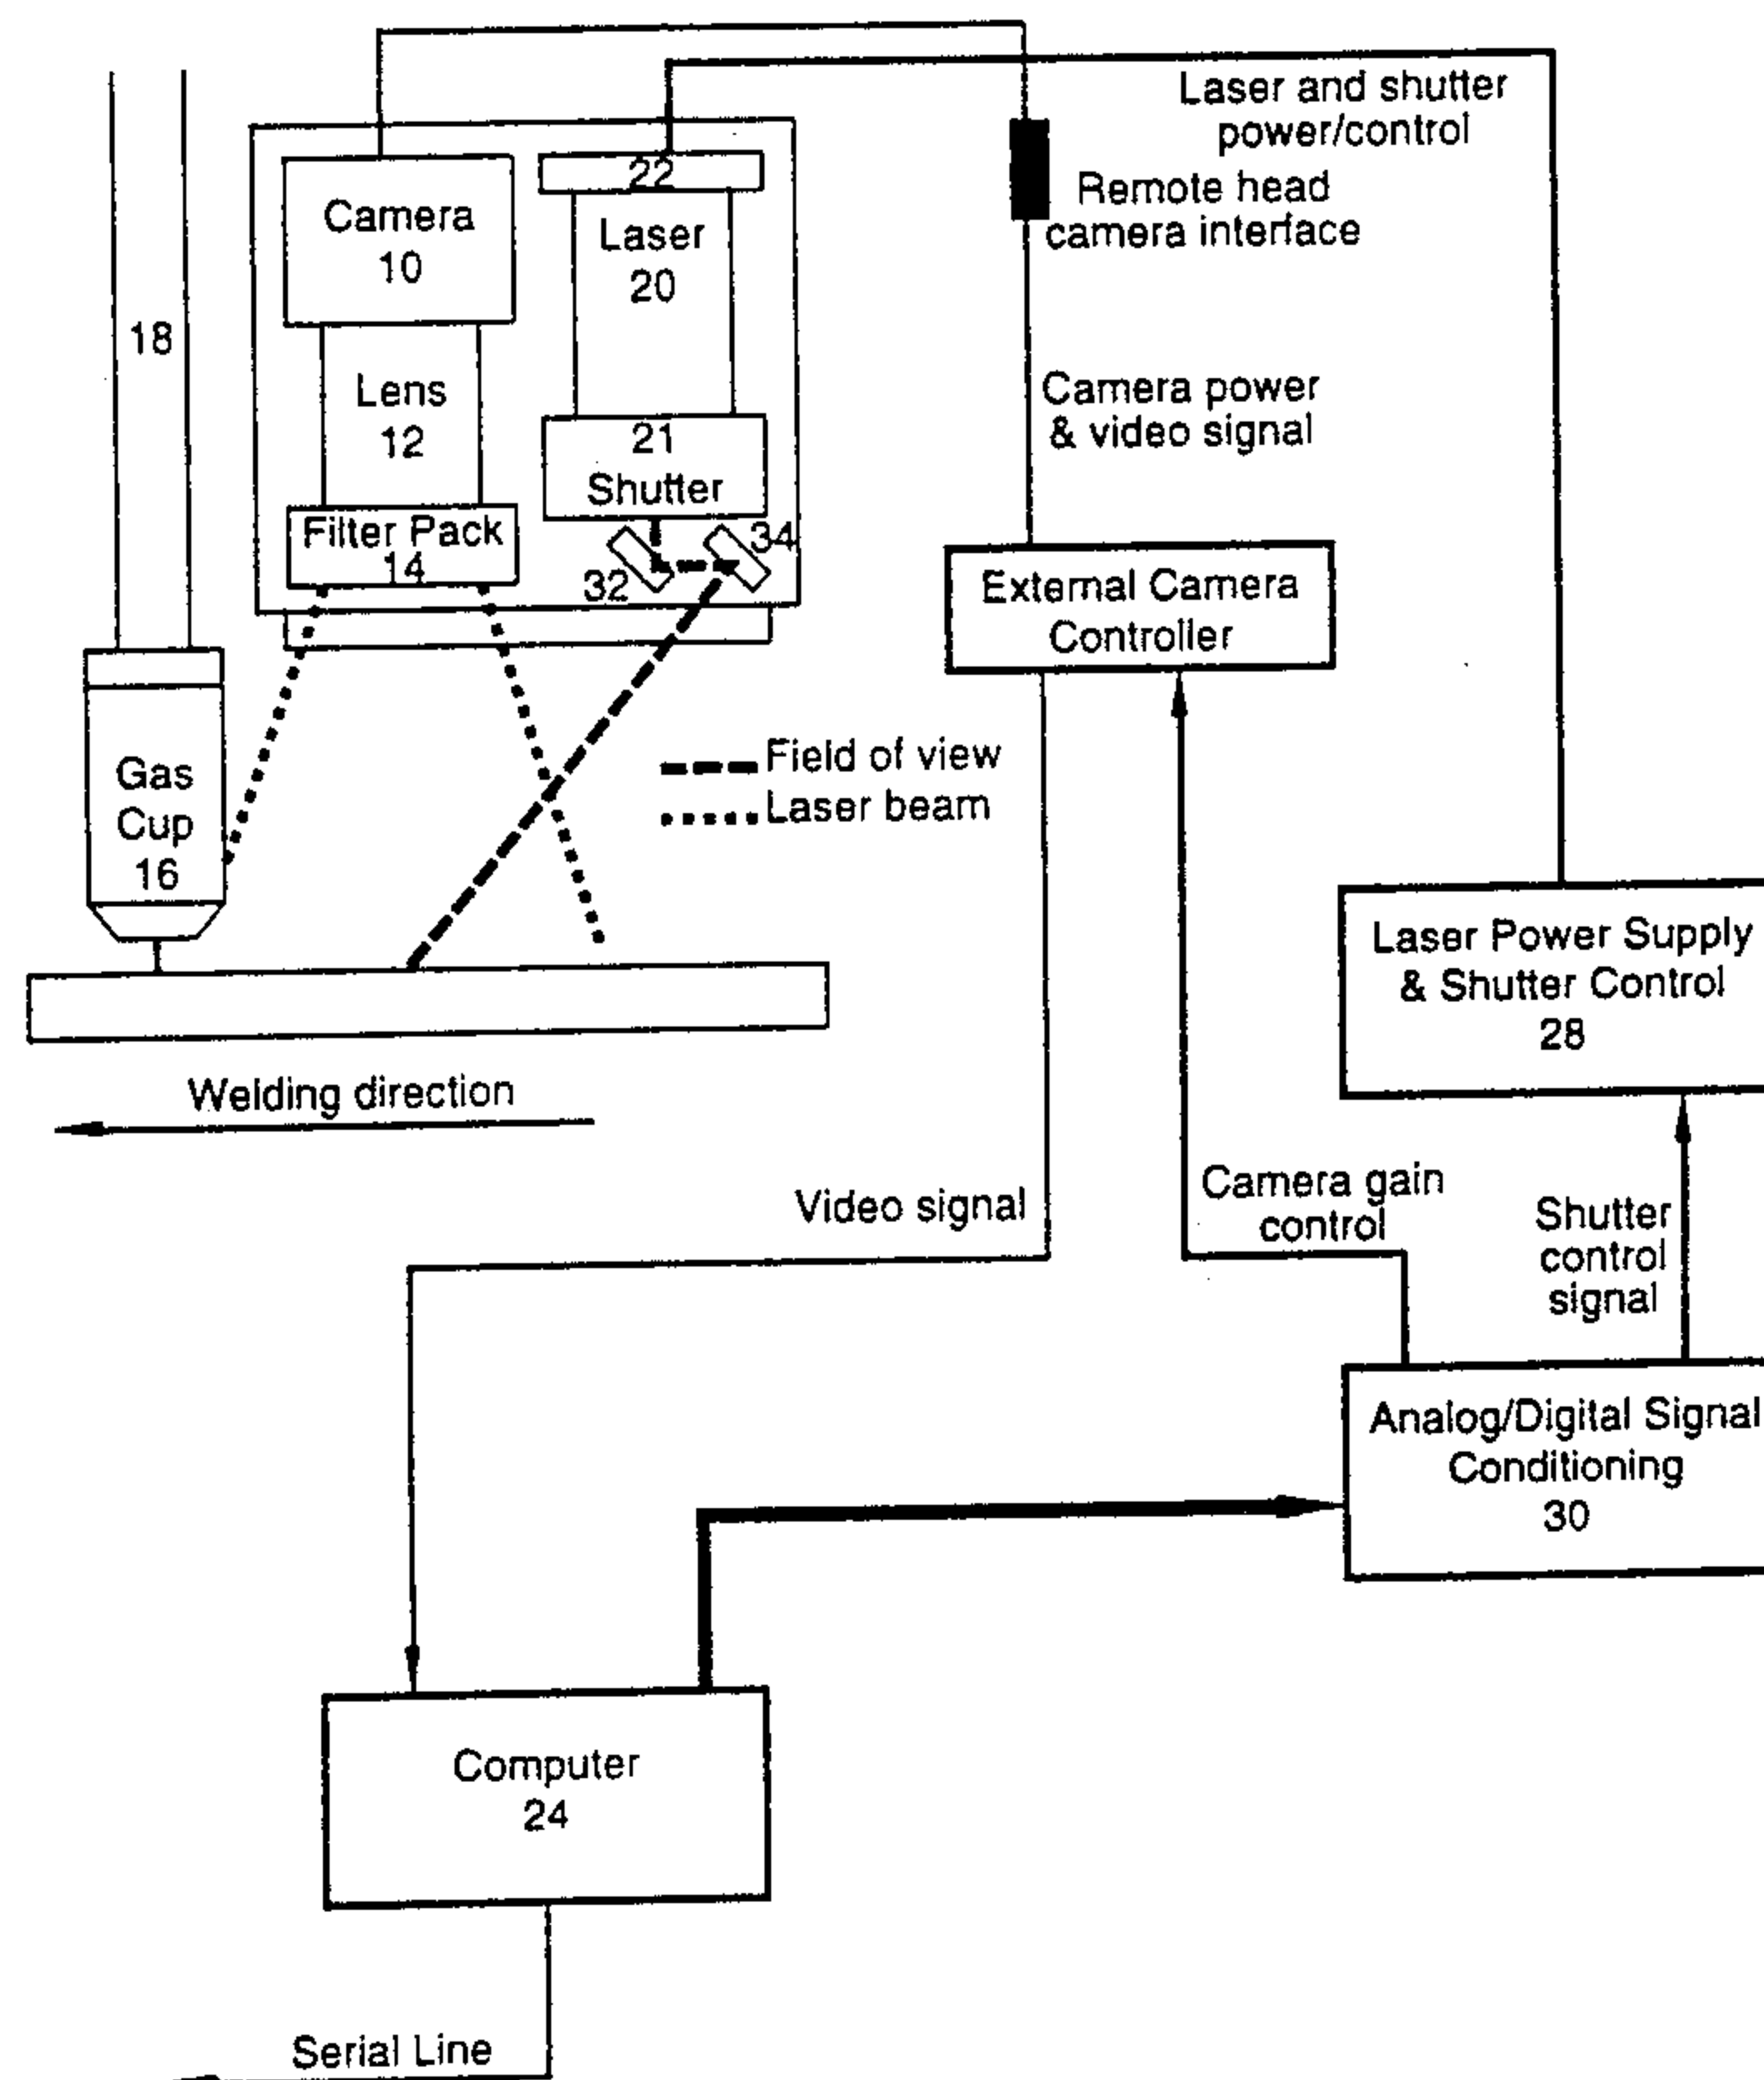 Laser and shutter
power/control
22
Remote head
camera interface
Camera
10
Laser
20
18
Lens
12
Camera power
& video signal
21
Shutter
Filter Pack
14
32
34
External Camera
Controller
Field of view
Laser beam
Gas
Cup
16
Laser Power Supply
& Shutter Control
28
Welding direction
Video signal
Camera gain
control
Shutter
control
signal
Analog/Digital Signal
Conditioning
30
Computer
24
Serial Line